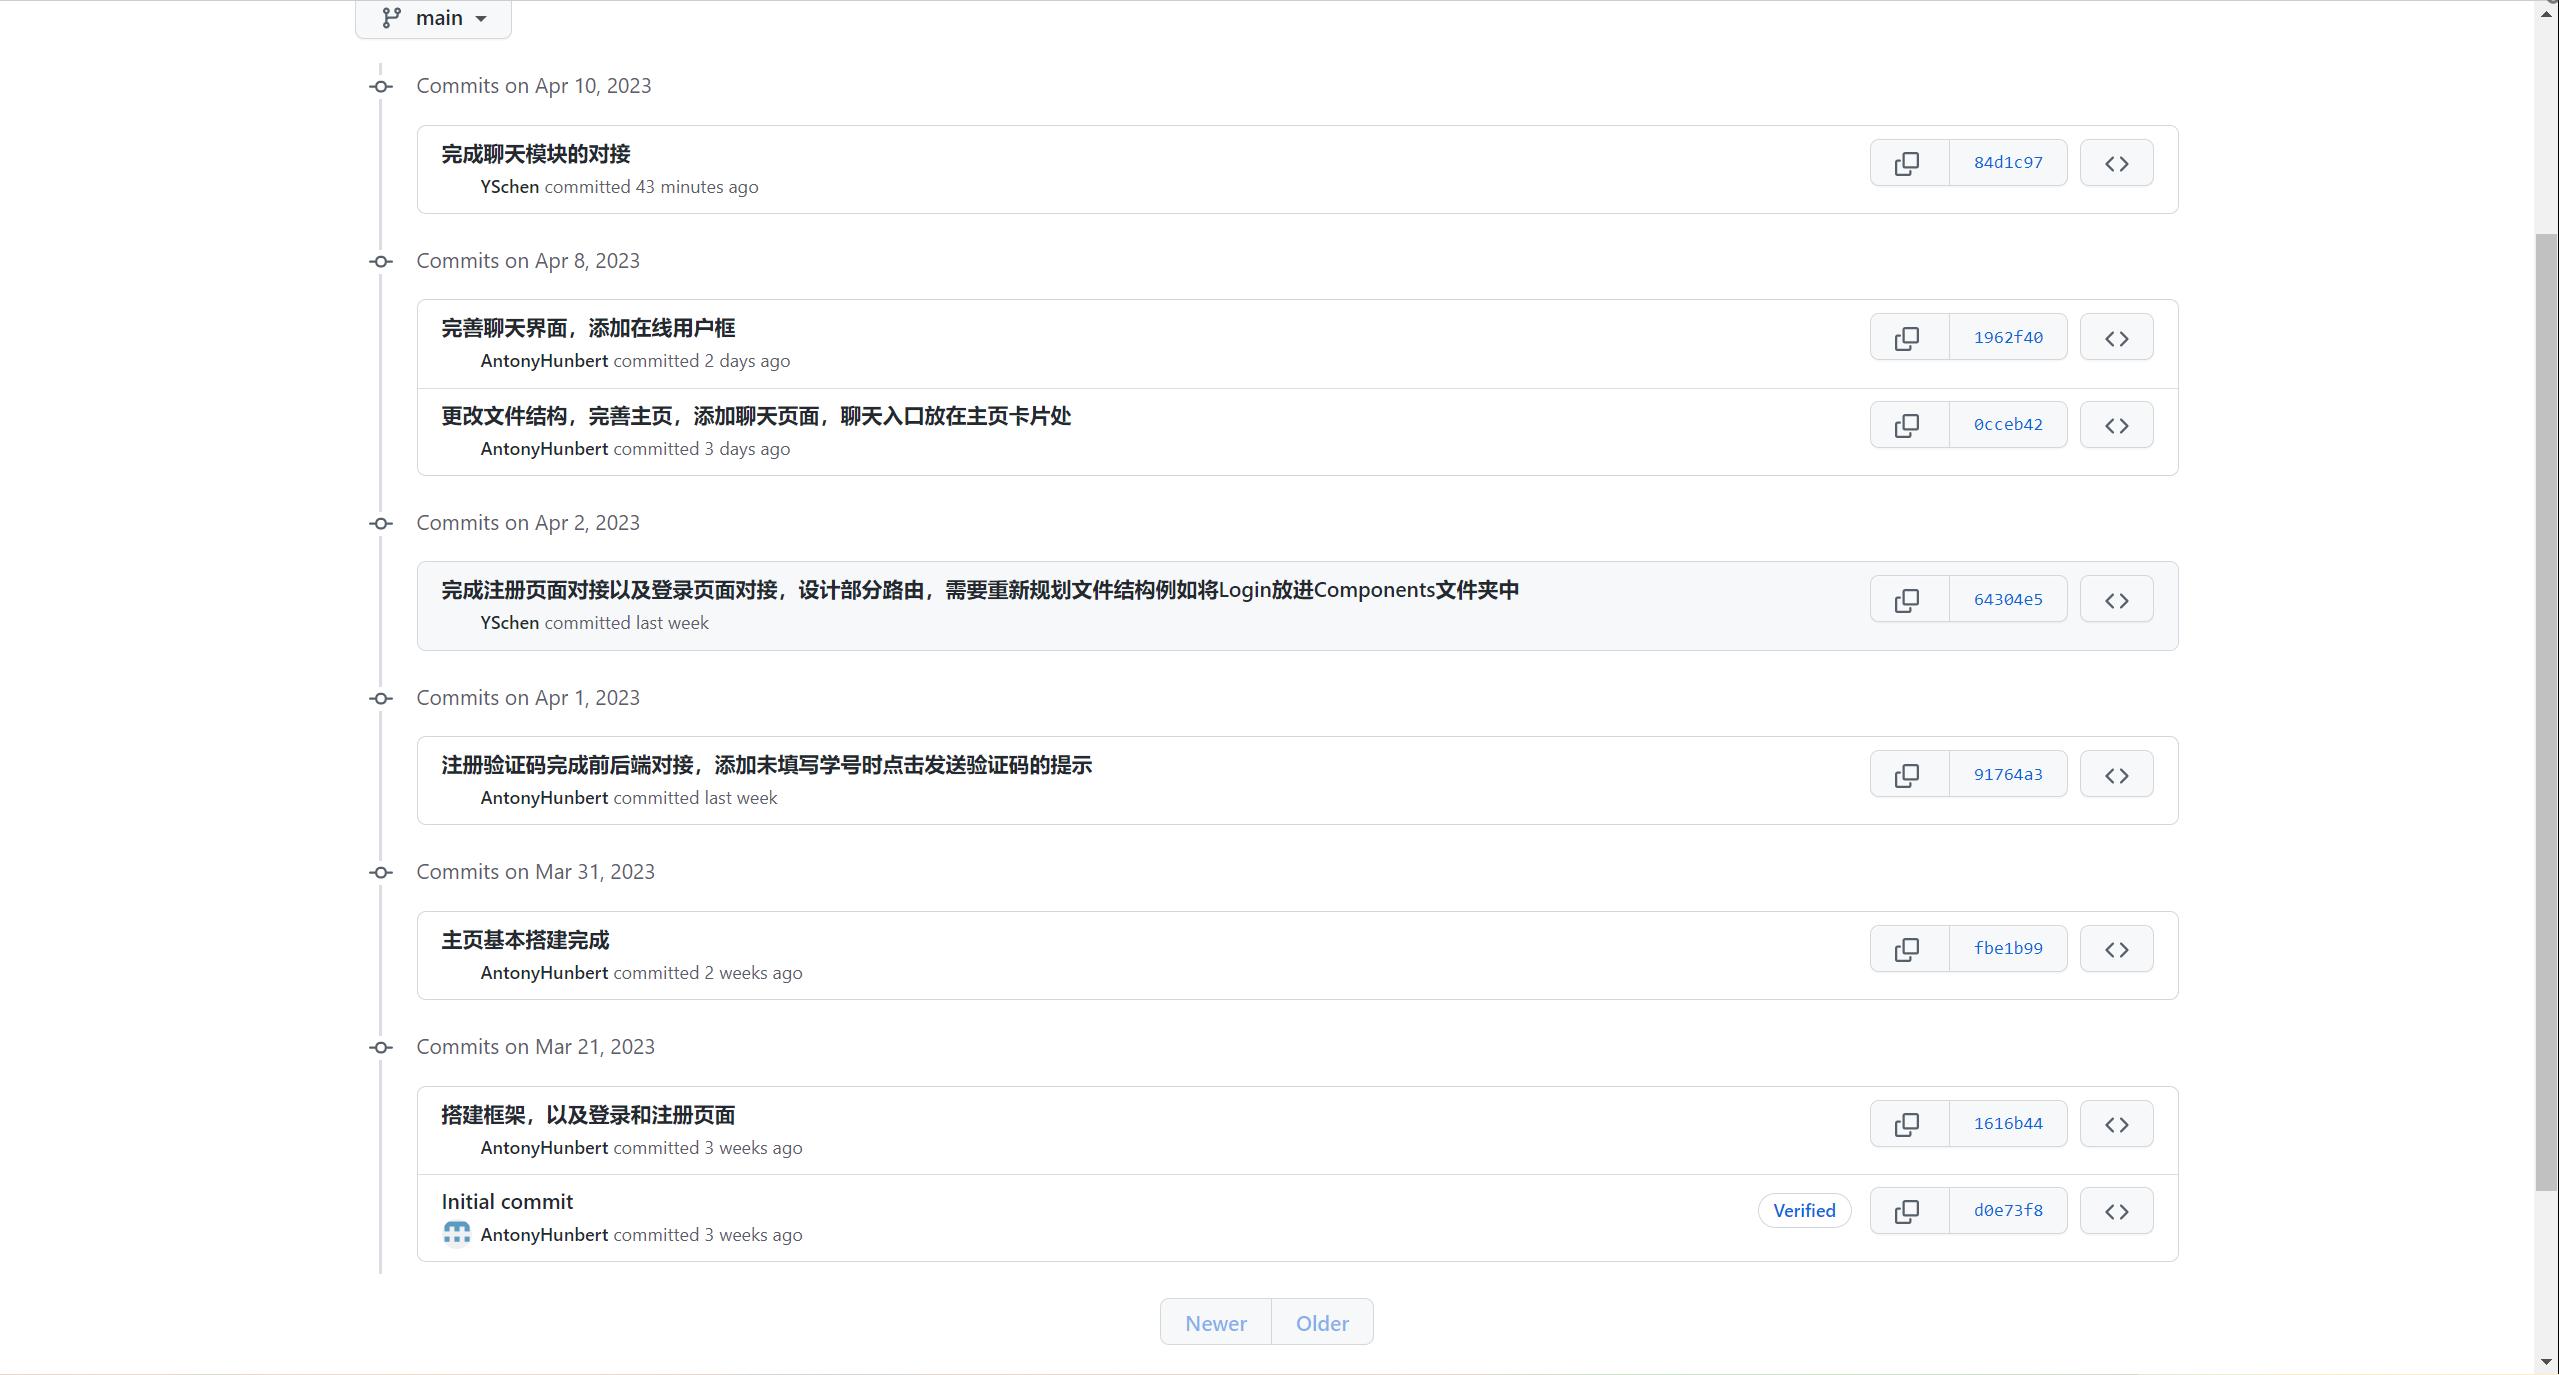 main
Commits on Apr 10, 2023
完成聊天模块的对接
84d1c97
YSchen committed 43 minutes ago
Commits on Apr 8, 2023
完善聊天界面，添加在线用户框
1962f40
AntonyHunbert committed 2 days ago
更改文件结构，完善主页，添加聊天页面，聊天入口放在主页卡片处
0cceb42
AntonyHunbert committed 3 days ago
Commits on Apr 2, 2023
完成注册页面对接以及登录页面对接，设计部分路由，需要重新规划文件结构例如将Login放进Components文件夹中
64304e5
YSchen committed last week
Commits on Apr 1, 2023
注册验证码完成前后端对接，添加未填写学号时点击发送验证码的提示
91764a3
AntonyHunbert committed last week
Commits on Mar 31, 2023
主页基本搭建完成
fbe1b99
AntonyHunbert committed 2 weeks ago
Commits on Mar 21, 2023
搭建框架，以及登录和注册页面
1616b44
AntonyHunbert committed 3 weeks ago
Initial commit
Verified
d0e73f8
AntonyHunbert committed 3 weeks ago
Newer Older